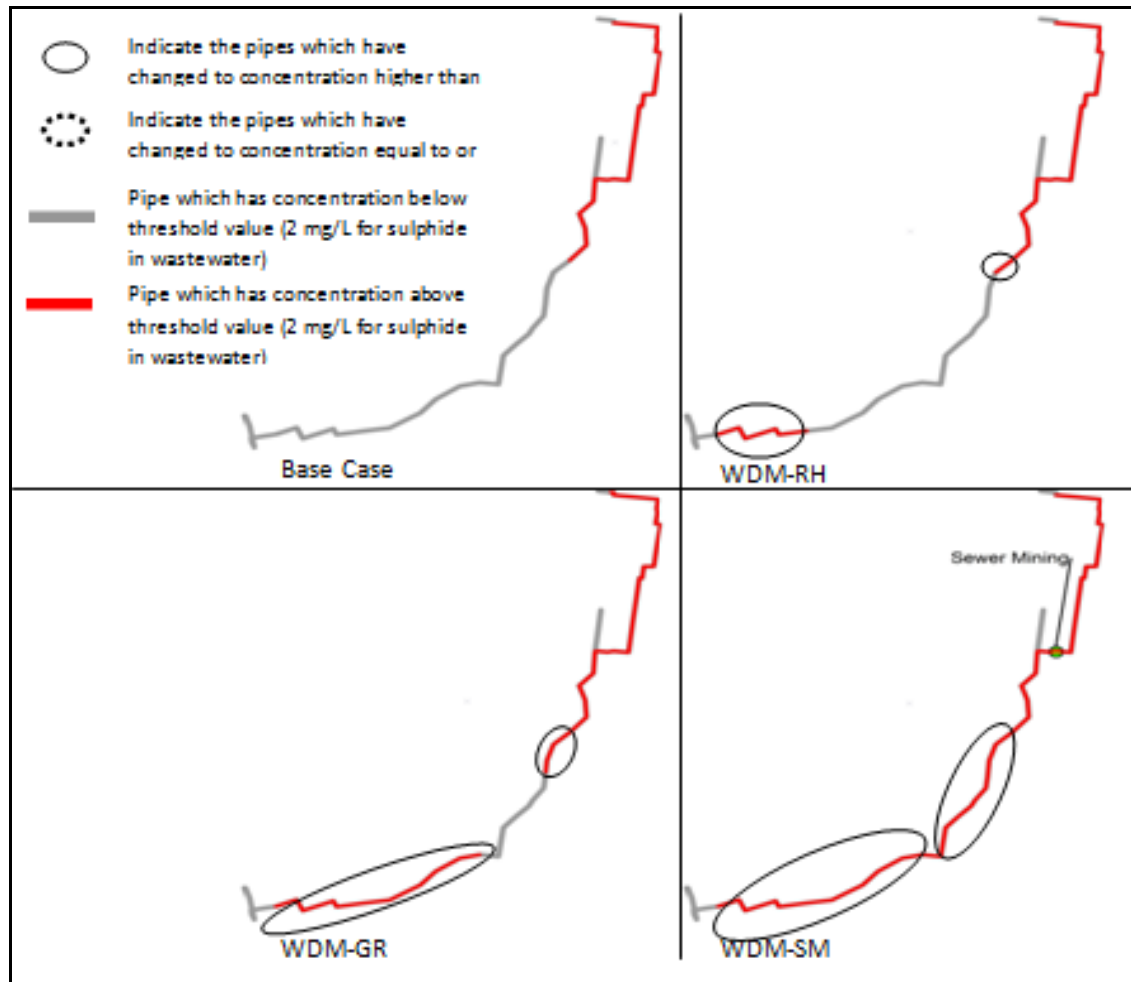 Indicate the pipes which have
changed to concentration higher than
Indicate the pipes which have
changed to concentration equal to or
Pipe which has concentration below
threshold value (2 mg/L for sulphide
in wastewater)
Pipe which has concentration above
threshold value (2 mg/L for sulphide
in wastewater)
Base Case
WDM-RH
Sewer Mining
WDM-GR
WDM-SM